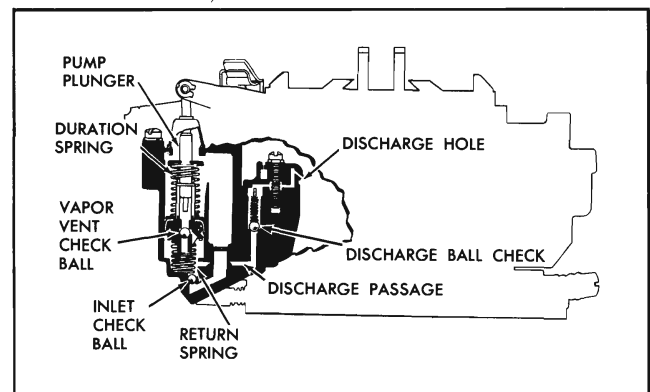 PUMP
PLUNGER
DURATION
SPRING
DISCHARGE HOLE
VAPOR
VENT
CHECK
BALL
DISCHARGE BALL CHECK
DISCHARGE PASSAGE
INLET
CHECK
BALL
RETURN
SPRING